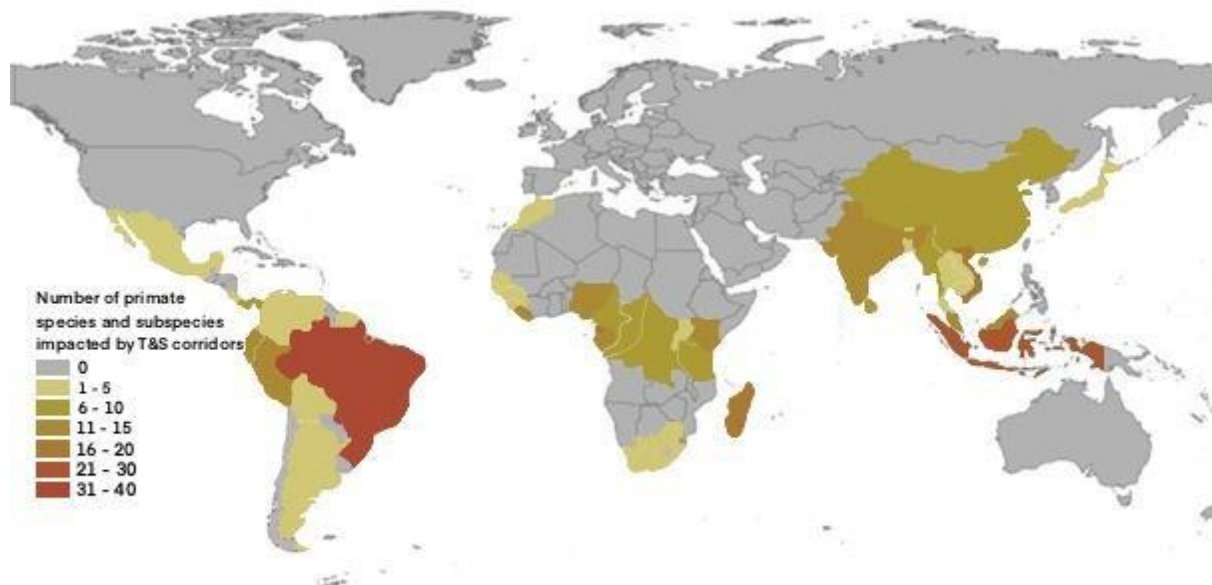 Number of primate
species and subspecies
impacted by T&S corridors
0
1 - 5
6 - 10
11 - 15
16 - 20
21 - 30
31 - 40